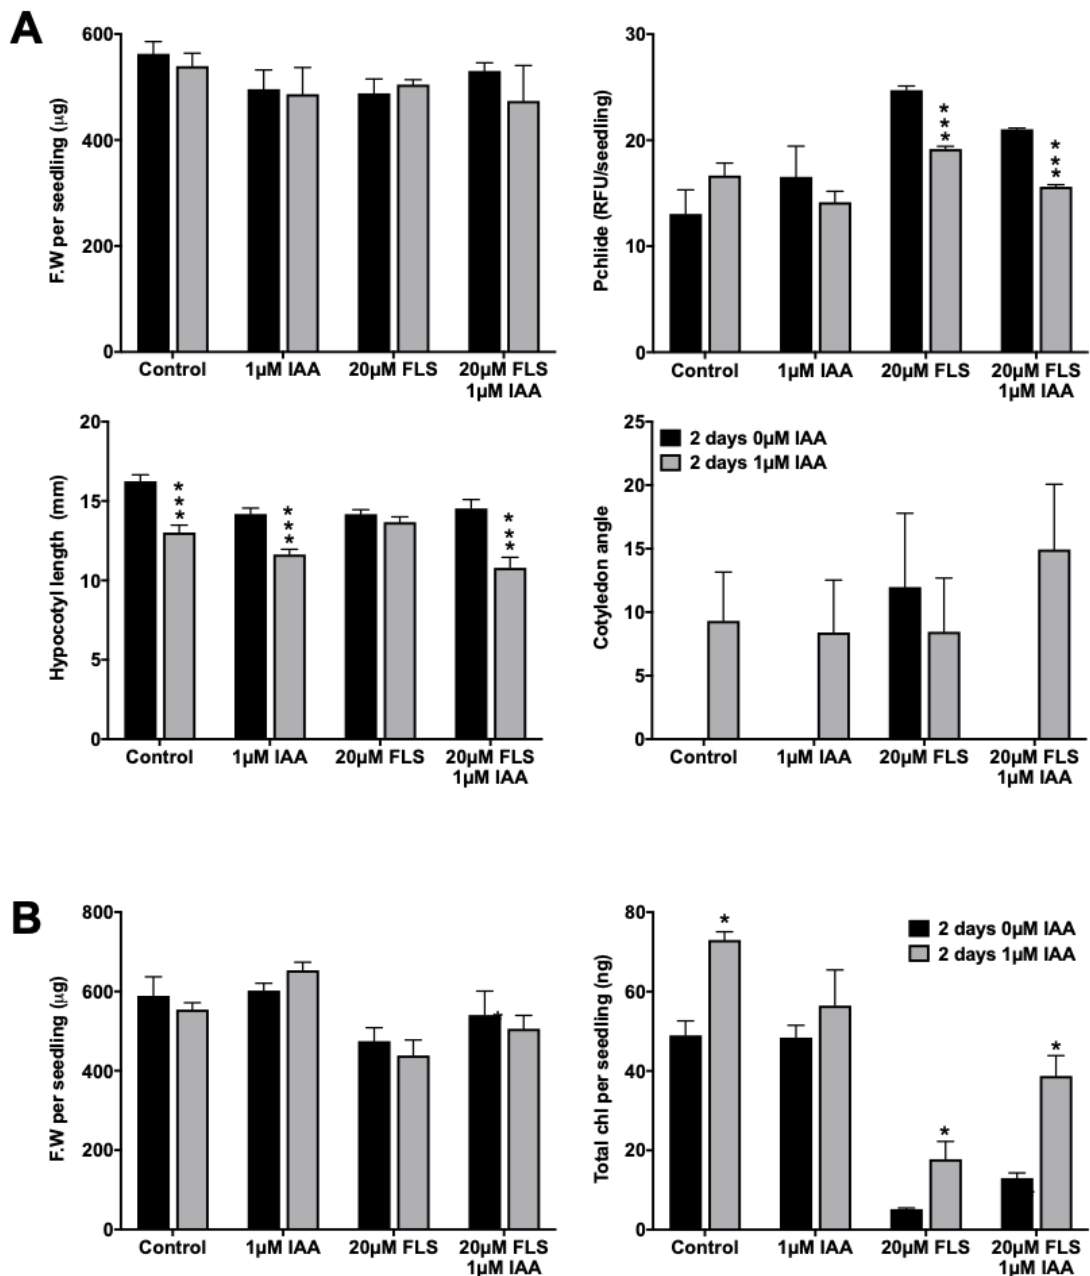 A
F.W per seedling (µg)
600
400
200
0
Control
1µM IAA
20µM FLS
20µM FLS
1µM IAA
Pchlide (RFU/seedling)
30
20
10
0
***
***
Control
1µM IAA
20µM FLS
20µM FLS
1µM IAA
Hypocotyl length (mm)
20
15
10
5
0
***
***
***
Control
1µM IAA
20µM FLS
20µM FLS
1µM IAA
Cotyledon angle
25
20
15
10
5
0
2 days 0µM IAA
2 days 1µM IAA
Control
1µM IAA
20µM FLS
20µM FLS
1µM IAA
B
F.W per seedling (µg)
800
600
400
200
0
*
Control
1µM IAA
20µM FLS
20µM FLS
1µM IAA
Total chl per seedling (ng)
80
60
40
20
0
*
*
*
2 days 0µM IAA
2 days 1µM IAA
Control
1µM IAA
20µM FLS
20µM FLS
1µM IAA